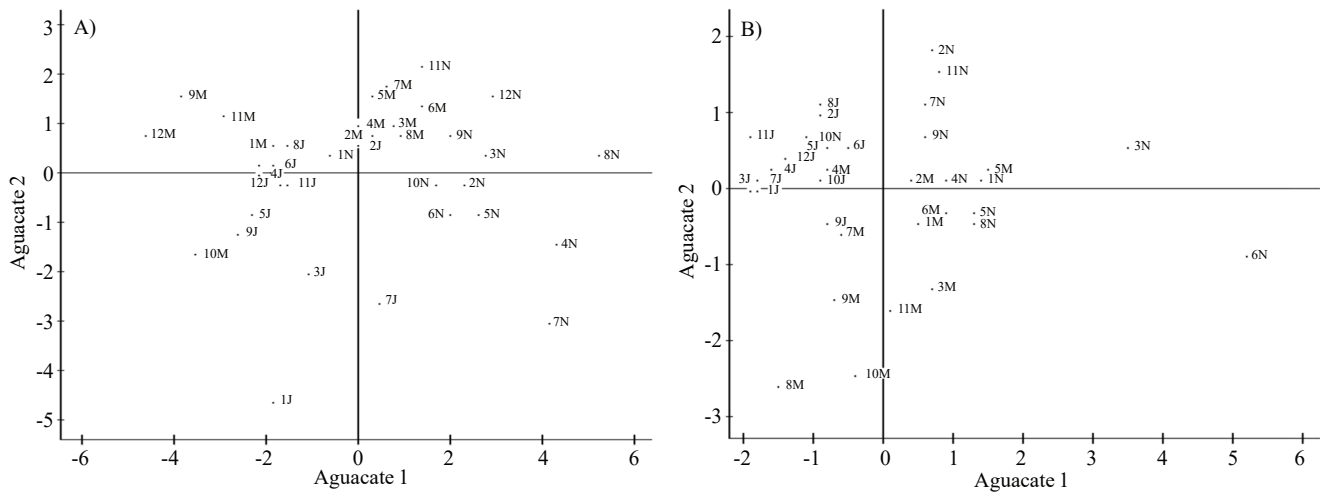 A)
3
2
1
0
-1
-2
-3
-4
-5
Aguacate 2
11N
7M
5M
12N
9M
6M
11M
4M
3M
12M
2M
8M
9N
1M
8J
2J
1N
3N
8N
6J
4J
12J
11J
10N
2N
5J
6N
5N
9J
4N
10M
3J
7J
7N
1J
-6
-4
-2
0
2
4
6
Aguacate 1
B)
2
1
0
-1
-2
-3
Aguacate 2
2N
11N
8J
7N
2J
11J
10N
9N
5J
6J
3N
12J
4J
4M
5M
3J
7J
10J
2M
4N
1N
1J
6M
5N
9J
1M
8N
7M
6N
3M
9M
11M
10M
8M
-2
-1
0
1
2
3
4
5
6
Aguacate 1